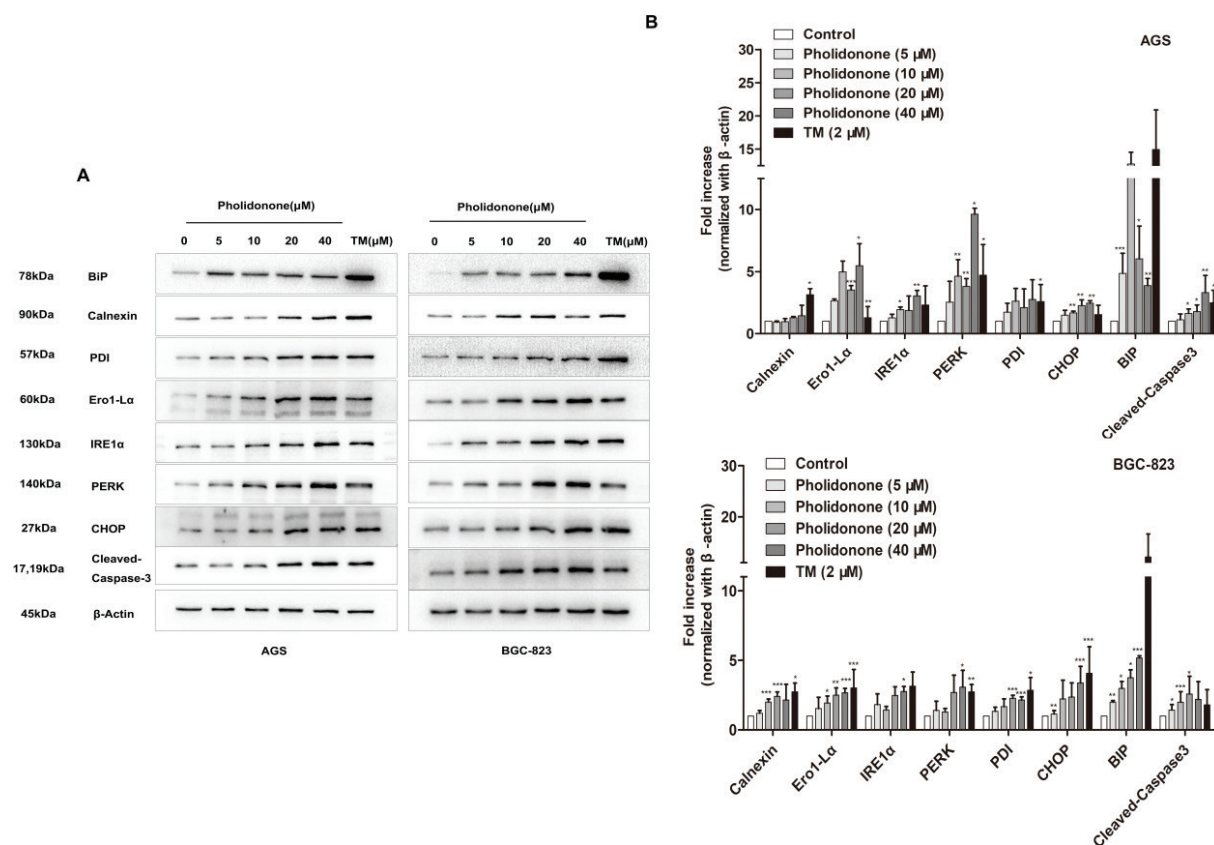 A
Pholidonone(μM)
Pholidonone(μM)
0 5 10 20 40 TM(μM)
0 5 10 20 40 TM(μM)
78kDa BiP
90kDa Calnexin
57kDa PDI
60kDa Ero1-Lα
130kDa IRE1α
140kDa PERK
27kDa CHOP
17,19kDa Cleaved-
Caspase-3
45kDa β-Actin
AGS
BGC-823
B
AGS
Control
Pholidonone (5 μM)
Pholidonone (10 μM)
Pholidonone (20 μM)
Pholidonone (40 μM)
TM (2 μM)
Fold increase
(normalized with β -actin)
30
25
20
15
10
5
0
Calnexin
Ero1-Lα
IRE1α
PERK
PDI
CHOP
BIP
Cleaved-Caspase3
BGC-823
Control
Pholidonone (5 μM)
Pholidonone (10 μM)
Pholidonone (20 μM)
Pholidonone (40 μM)
TM (2 μM)
Fold increase
(normalized with β -actin)
30
20
10
5
0
Calnexin
Ero1-Lα
IRE1α
PERK
PDI
CHOP
BIP
Cleaved-Caspase3